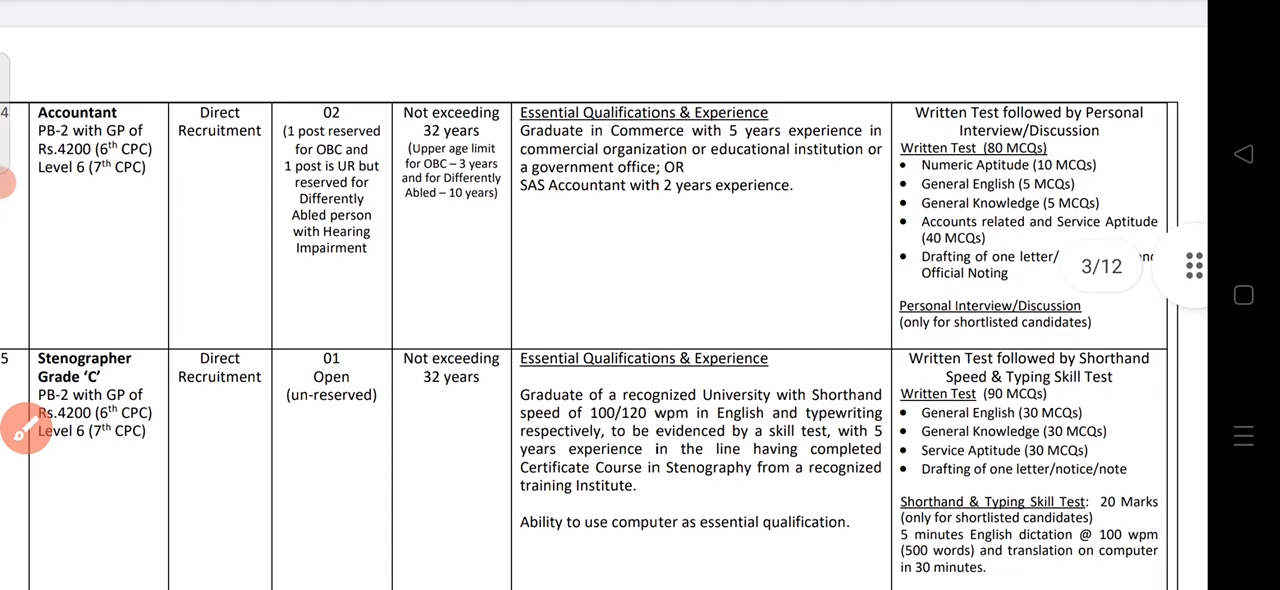 4
Accountant
PB-2 with GP of
Rs.4200 (6th CPC)
Level 6 (7th CPC)
Direct
Recruitment
02
(1 post reserved
for OBC and
1 post is UR but
reserved for
Differently
Abled person
with Hearing
Impairment
Not exceeding
32 years
(Upper age limit
for OBC – 3 years
and for Differently
Abled – 10 years)
Essential Qualifications & Experience
Graduate in Commerce with 5 years experience in
commercial organization or educational institution or
a government office; OR
SAS Accountant with 2 years experience.
Written Test followed by Personal
Interview/Discussion
Written Test (80 MCQs)
• Numeric Aptitude (10 MCQs)
• General English (5 MCQs)
• General Knowledge (5 MCQs)
• Accounts related and Service Aptitude
(40 MCQs)
• Drafting of one letter/
Official Noting
3/12
Personal Interview/Discussion
(only for shortlisted candidates)
5
Stenographer
Grade ‘C’
PB-2 with GP of
Rs.4200 (6th CPC)
Level 6 (7th CPC)
Direct
Recruitment
01
Open
(un-reserved)
Not exceeding
32 years
Essential Qualifications & Experience
Graduate of a recognized University with Shorthand
speed of 100/120 wpm in English and typewriting
respectively, to be evidenced by a skill test, with 5
years experience in the line having completed
Certificate Course in Stenography from a recognized
training Institute.
Ability to use computer as essential qualification.
Written Test followed by Shorthand
Speed & Typing Skill Test
Written Test (90 MCQs)
• General English (30 MCQs)
• General Knowledge (30 MCQs)
• Service Aptitude (30 MCQs)
• Drafting of one letter/notice/note
Shorthand & Typing Skill Test: 20 Marks
(only for shortlisted candidates)
5 minutes English dictation @ 100 wpm
(500 words) and translation on computer
in 30 minutes.